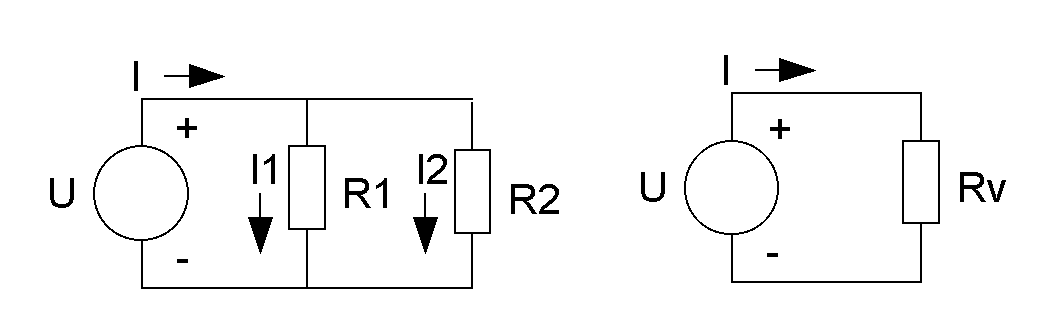 I
+
U
I1
R1
I2
R2
-
I
+
U
Rv
-